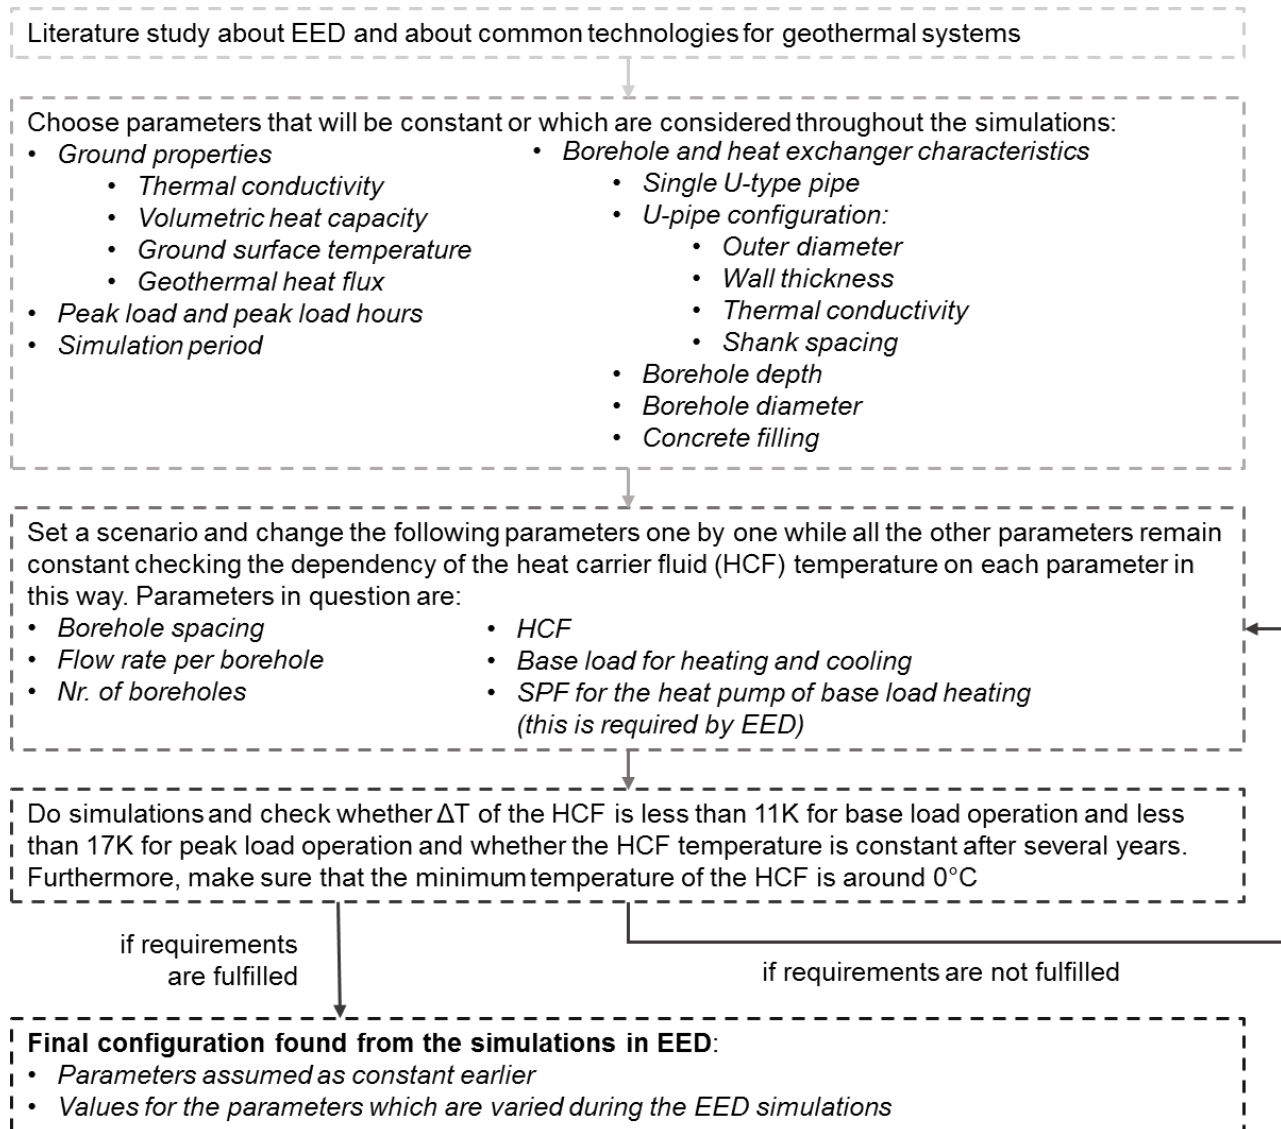 Literature study about EED and about common technologies for geothermal systems
Choose parameters that will be constant or which are considered throughout the simulations:
• Ground properties
• Thermal conductivity
• Volumetric heat capacity
• Ground surface temperature
• Geothermal heat flux
• Peak load and peak load hours
• Simulation period
• Borehole and heat exchanger characteristics
• Single U-type pipe
• U-pipe configuration:
• Outer diameter
• Wall thickness
• Thermal conductivity
• Shank spacing
• Borehole depth
• Borehole diameter
• Concrete filling
Set a scenario and change the following parameters one by one while all the other parameters remain
constant checking the dependency of the heat carrier fluid (HCF) temperature on each parameter in
this way. Parameters in question are:
• Borehole spacing
• Flow rate per borehole
• Nr. of boreholes
• HCF
• Base load for heating and cooling
• SPF for the heat pump of base load heating
(this is required by EED)
Do simulations and check whether ΔT of the HCF is less than 11K for base load operation and less
than 17K for peak load operation and whether the HCF temperature is constant after several years.
Furthermore, make sure that the minimum temperature of the HCF is around 0°C
if requirements
are fulfilled
if requirements are not fulfilled
Final configuration found from the simulations in EED:
• Parameters assumed as constant earlier
• Values for the parameters which are varied during the EED simulations